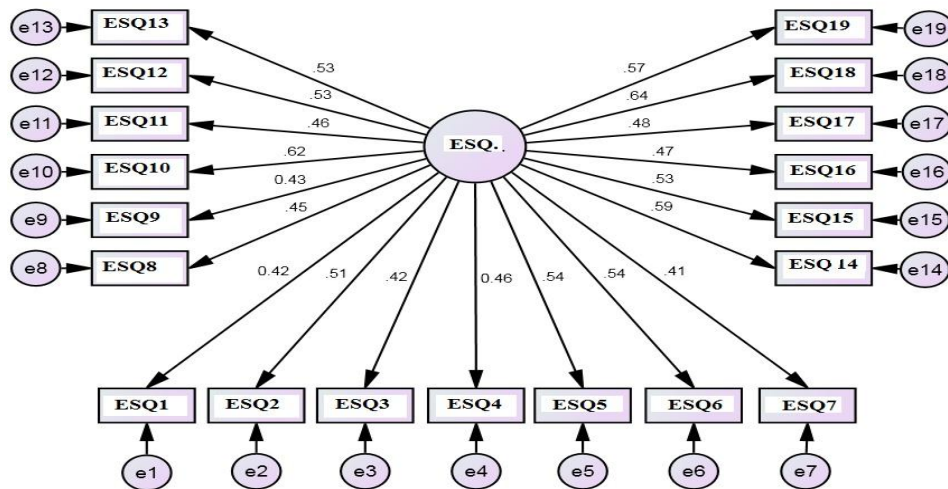 e13 ESQ13 ESQ19 e19
e12 ESQ12 .53 .57 ESQ18 e18
.53 .64
e11 ESQ11 .46 ESQ. .48 ESQ17 e17
e10 ESQ10 .62 .47 ESQ16 e16
0.43 .53
e9 ESQ9 .45 .59 ESQ15 e15
e8 ESQ8 ESQ 14 e14
0.42 .51 .42 0.46 .54 .54 .41
ESQ1 ESQ2 ESQ3 ESQ4 ESQ5 ESQ6 ESQ7
e1 e2 e3 e4 e5 e6 e7